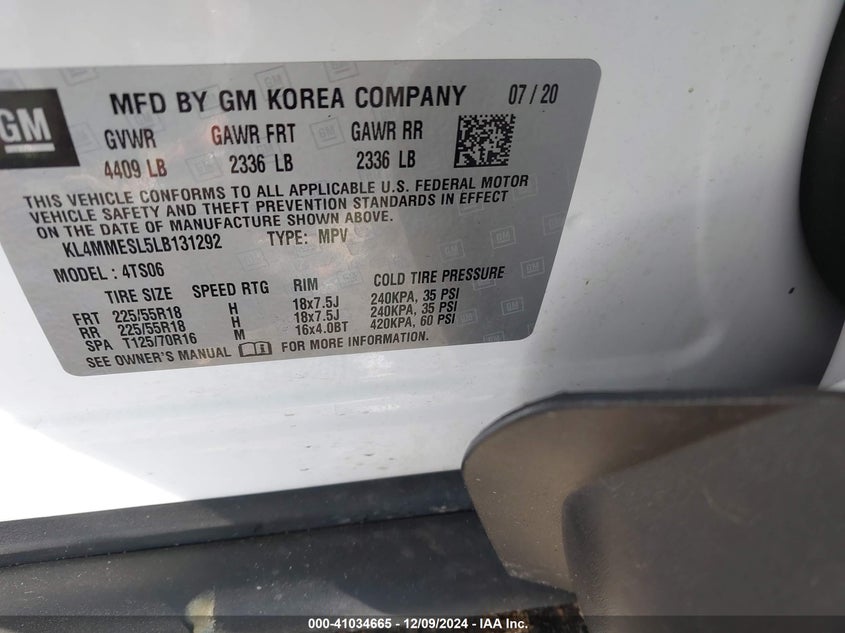 GM
MFD BY GM KOREA COMPANY 07 / 20
GVWR GAWR FRT GAWR RR
4409 LB 2336 LB 2336 LB
THIS VEHICLE CONFORMS TO ALL APPLICABLE U.S. FEDERAL MOTOR
VEHICLE SAFETY AND THEFT PREVENTION STANDARDS IN EFFECT
ON THE DATE OF MANUFACTURE SHOWN ABOVE.
KL4MMESL5LB131292 TYPE: MPV
MODEL : 4TS06
TIRE SIZE SPEED RTG RIM COLD TIRE PRESSURE
FRT 225/55R18 H 18x7.5J 240KPA, 35 PSI
RR 225/55R18 H 18x7.5J 240KPA, 35 PSI
SPA T125/70R16 M 16x4.0BT 420KPA, 60 PSI
SEE OWNER'S MANUAL FOR MORE INFORMATION.
000-41034665 - 12/09/2024 - IAA Inc.